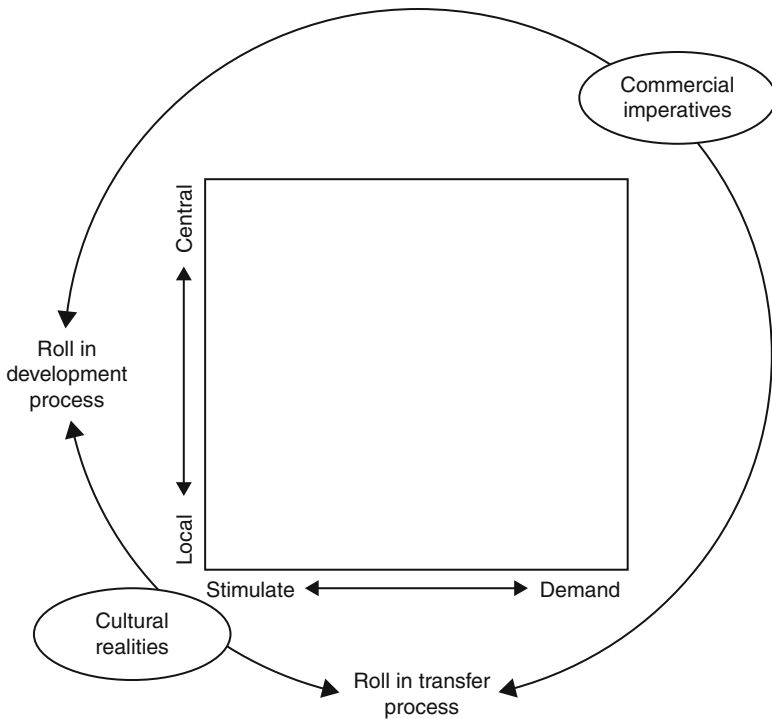 Commercial
imperatives
Central
Roll in
development
process
Local
Stimulate
Demand
Cultural
realities
Roll in transfer
process